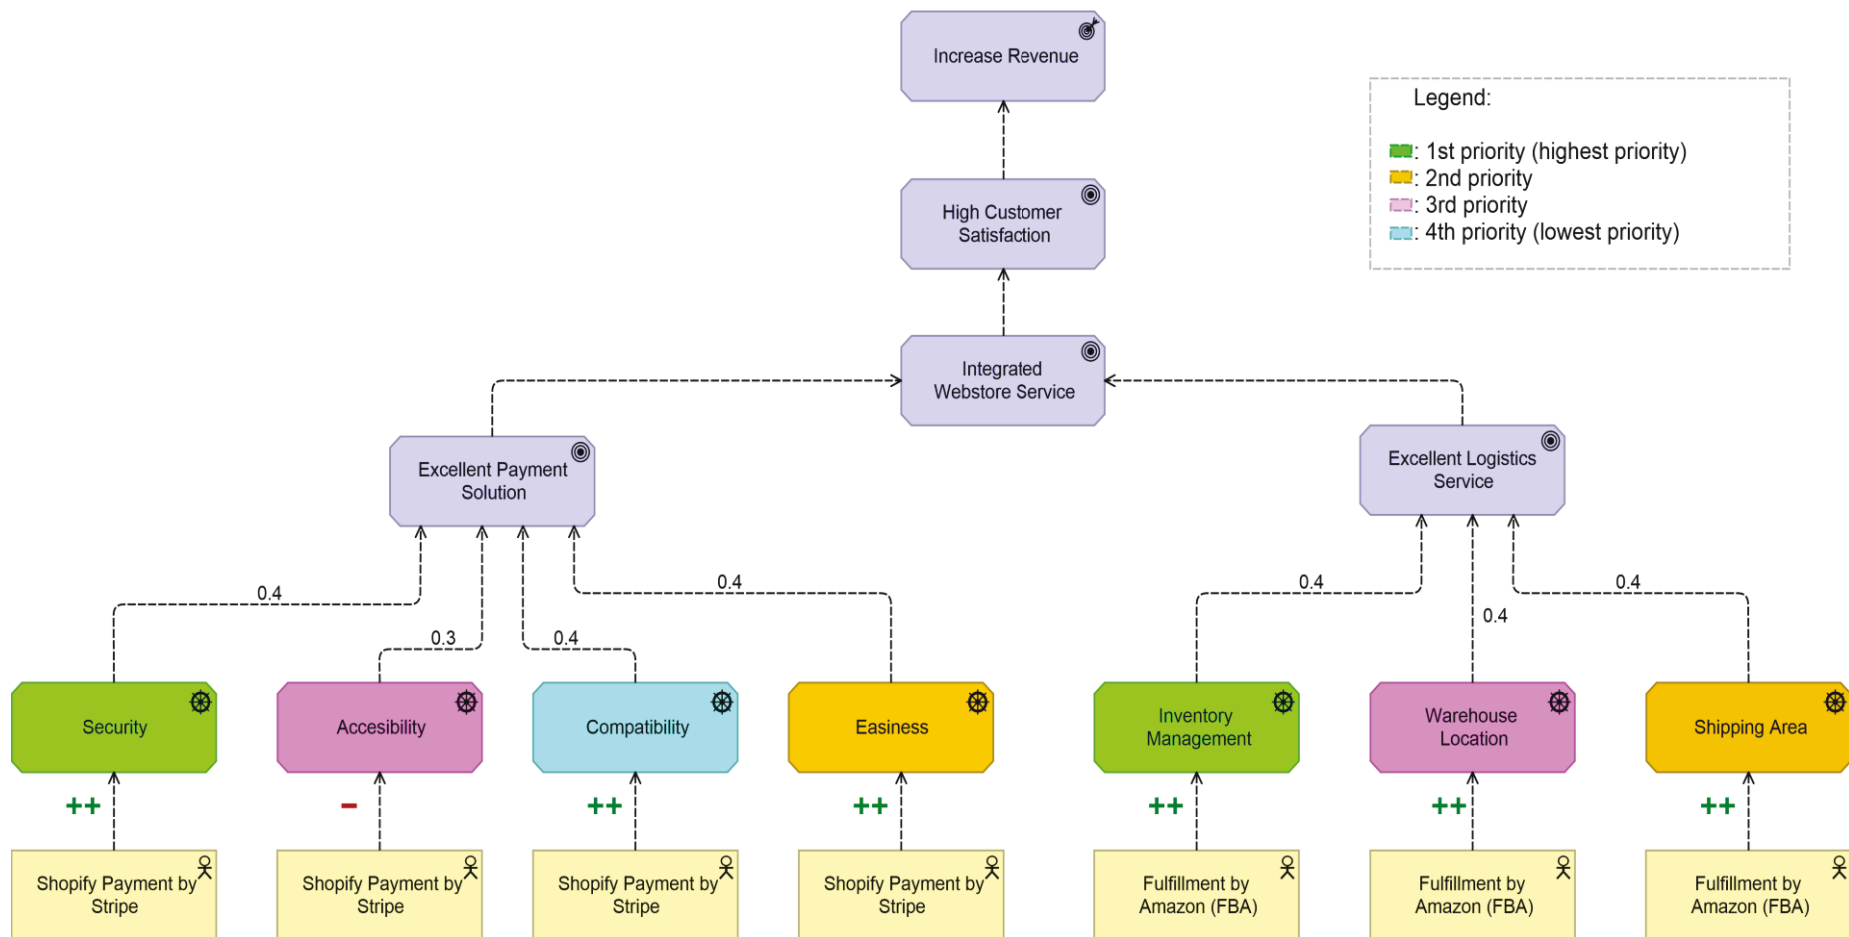 Increase Revenue
Legend:
: 1st priority (highest priority)
: 2nd priority
: 3rd priority
: 4th priority (lowest priority)
High Customer
Satisfaction
Integrated
Webstore Service
Excellent Payment
Solution
Excellent Logistics
Service
0.4
0.3
0.4
0.4
0.4
0.4
0.4
Security
Accesibility
Compatibility
Easiness
Inventory
Management
Warehouse
Location
Shipping Area
++
−
++
++
++
++
++
Shopify Payment by
Stripe
Shopify Payment by
Stripe
Shopify Payment by
Stripe
Shopify Payment by
Stripe
Fulfillment by
Amazon (FBA)
Fulfillment by
Amazon (FBA)
Fulfillment by
Amazon (FBA)